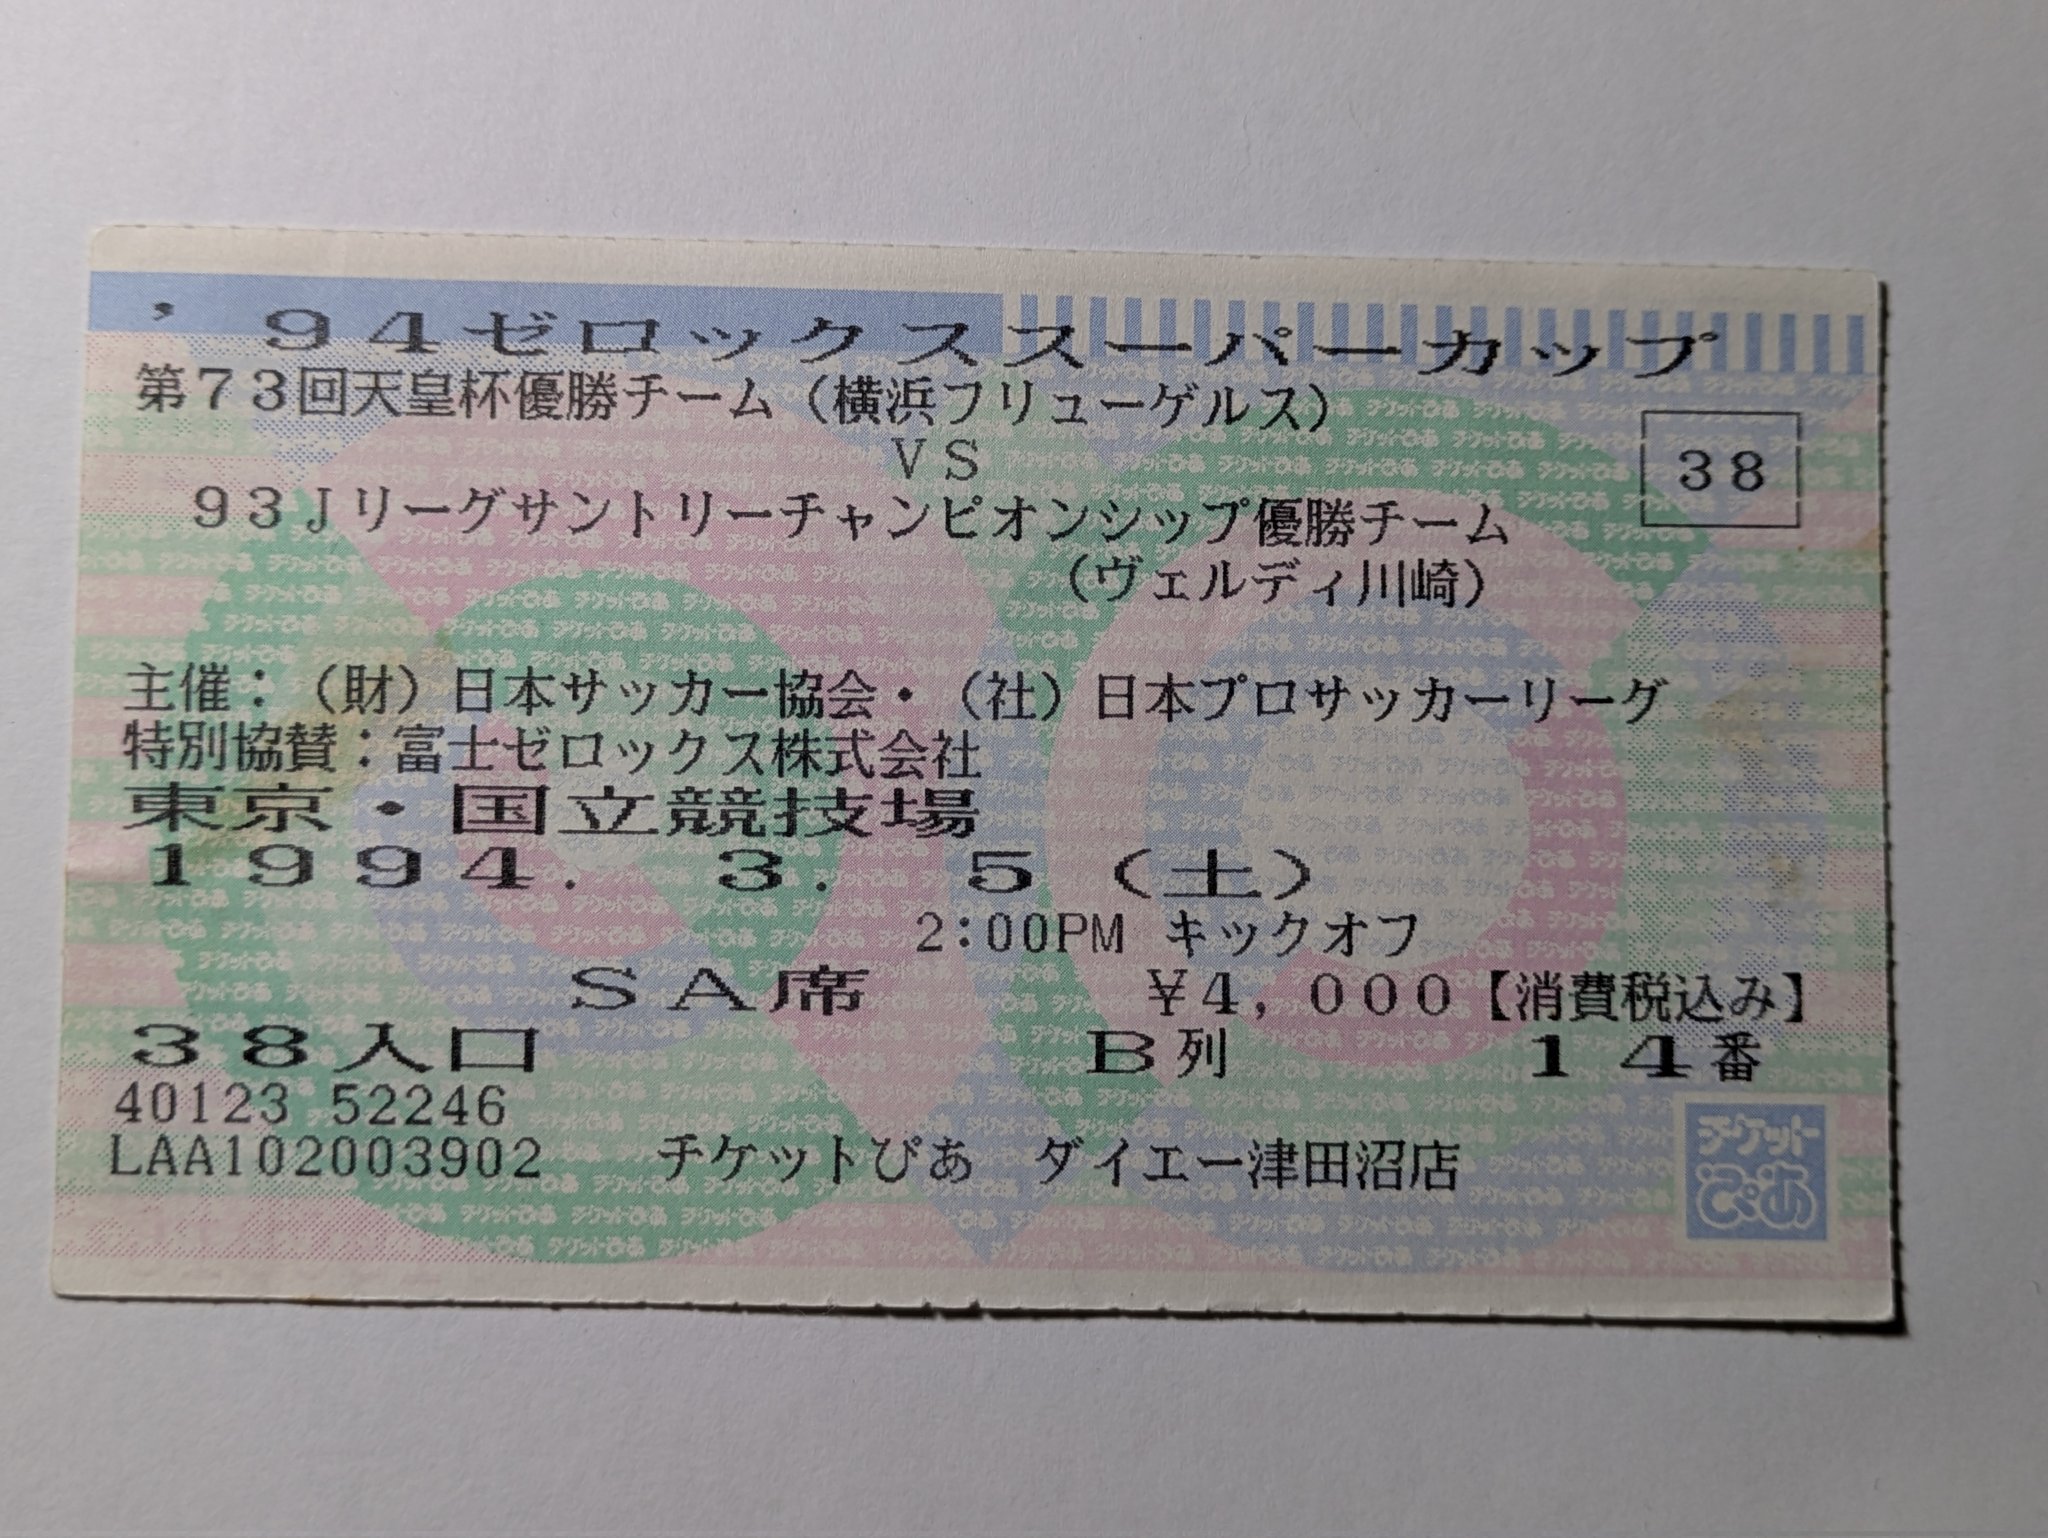 ’９４ゼロックススーパーカップ
第７３回天皇杯優勝チーム（横浜フリューゲルス）
ＶＳ
９３Ｊリーグサントリーチャンピオンシップ優勝チーム
（ヴェルディ川崎）
38
主催：（財）日本サッカー協会・（社）日本プロサッカーリーグ
特別協賛：富士ゼロックス株式会社
東京・国立競技場
１９９４．３．５（土）
2:00PM キックオフ
ＳＡ席 ￥４，０００【消費税込み】
３８入口 Ｂ列 １４番
40123 52246
LAA102003902 チケットぴあ ダイエー津田沼店
チケットぴあ